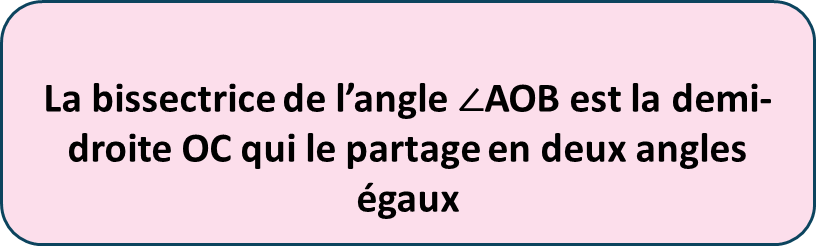 La bissectrice de l’angle ∠AOB est la demi-
droite OC qui le partage en deux angles
égaux